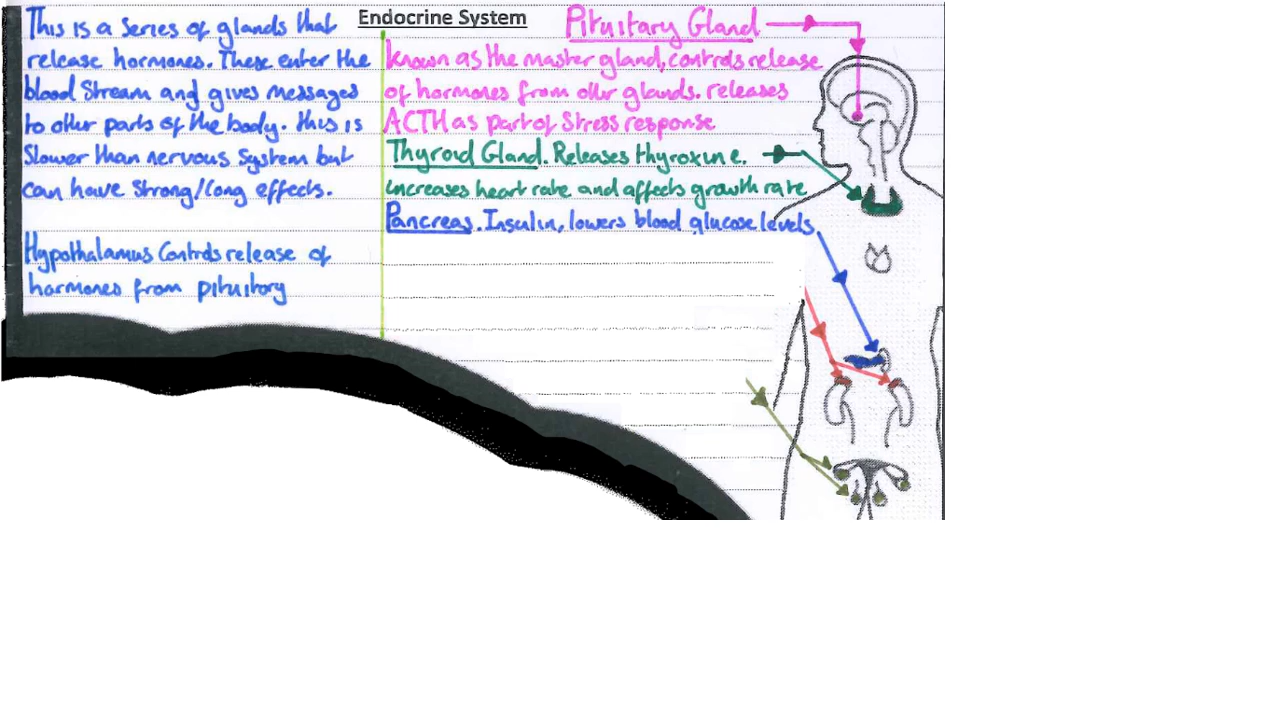 Endocrine System
This is a series of glands that
release hormones. These enter the
blood stream and gives messages
to other parts of the body. this is
slower than nervous system but
can have strong/long effects.
Hypothalamus controls release of
hormones from pituitory
Pituitary Gland
known as the master gland, controls release
of hormones from other glands. releases
ACTH as part of stress response
Thyroid Gland. Releases thyroxine.
increases heart rate and affects growth rate
Pancreas. Insulin, lowers blood glucose levels